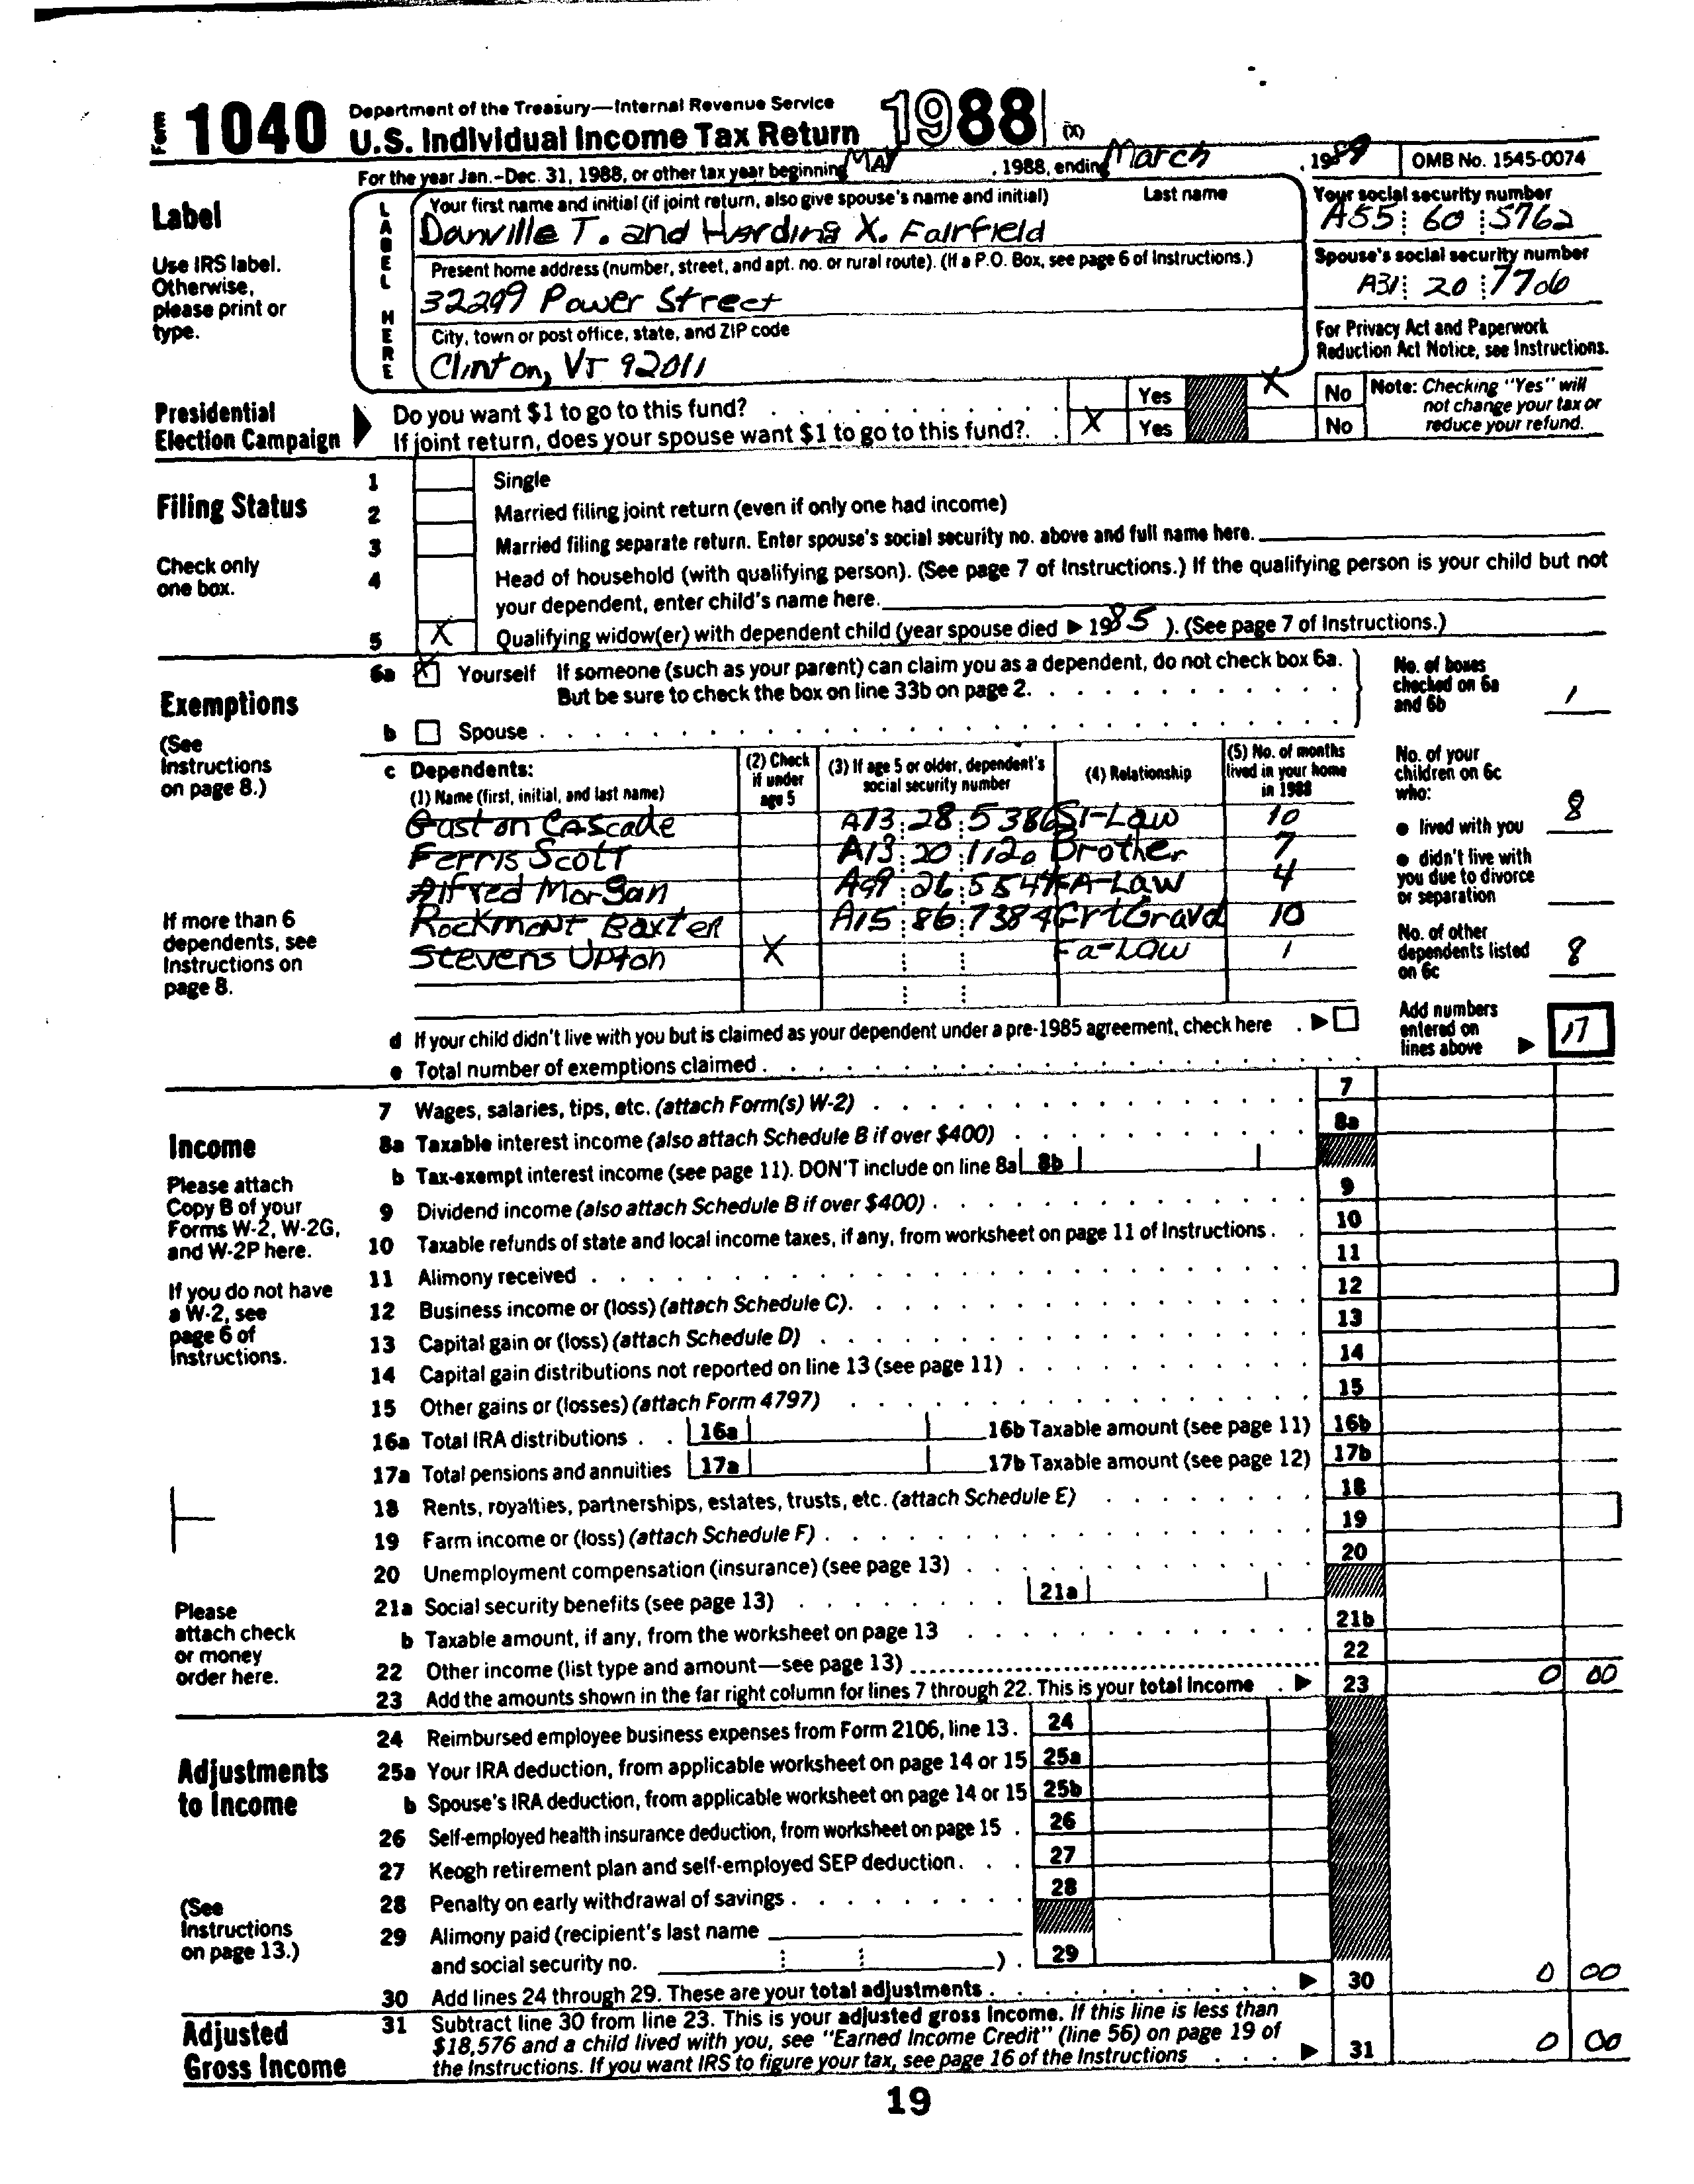 Form 1040 Department of the Treasury—Internal Revenue Service
U.S. Individual Income Tax Return 1988 (X)
For the year Jan.-Dec. 31, 1988, or other tax year beginning MAY , 1988, ending March , 1989 OMB No. 1545-0074
Label
Use IRS label.
Otherwise,
please print or
type.
LABEL HERE
Your first name and initial (if joint return, also give spouse's name and initial) Last name
Danville T. and Harding X. Fairfield
Your social security number
A55 60 5762
Present home address (number, street, and apt. no. or rural route). (If a P.O. Box, see page 6 of Instructions.)
32299 Power Street
Spouse's social security number
A31 20 7706
City, town or post office, state, and ZIP code
Clinton, VT 92011
For Privacy Act and Paperwork
Reduction Act Notice, see Instructions.
Presidential
Election Campaign
Do you want $1 to go to this fund? Yes X No
If joint return, does your spouse want $1 to go to this fund? X Yes No
Note: Checking "Yes" will
not change your tax or
reduce your refund.
Filing Status
Check only
one box.
1 Single
2 Married filing joint return (even if only one had income)
3 Married filing separate return. Enter spouse's social security no. above and full name here.
4 Head of household (with qualifying person). (See page 7 of Instructions.) If the qualifying person is your child but not
your dependent, enter child's name here.
5 X Qualifying widow(er) with dependent child (year spouse died ▶ 1985 ). (See page 7 of Instructions.)
Exemptions
(See
Instructions
on page 8.)
6a X Yourself If someone (such as your parent) can claim you as a dependent, do not check box 6a.
But be sure to check the box on line 33b on page 2.
b Spouse
No. of boxes
checked on 6a
and 6b 1
c Dependents:
(1) Name (first, initial, and last name)
(2) Check
if under
age 5
(3) If age 5 or older, dependent's
social security number
(4) Relationship
(5) No. of months
lived in your home
in 1988
Gaston Cascade A73 28 5386 SI-Law 10
Ferris Scott A13 20 1120 Brother 7
Alfred Morgan A99 26 5547 FA-LAW 4
Rockmont Baxter A15 86 7384 GrtGravd 10
Stevens Upton X Fa-LOW 1
If more than 6
dependents, see
Instructions on
page 8.
No. of your
children on 6c
who:
● lived with you 8
● didn't live with
you due to divorce
or separation
No. of other
dependents listed
on 6c 8
d If your child didn't live with you but is claimed as your dependent under a pre-1985 agreement, check here ▶
e Total number of exemptions claimed
Add numbers
entered on
lines above ▶ 17
Income
Please attach
Copy B of your
Forms W-2, W-2G,
and W-2P here.
If you do not have
a W-2, see
page 6 of
Instructions.
Please
attach check
or money
order here.
7 Wages, salaries, tips, etc. (attach Form(s) W-2) 7
8a Taxable interest income (also attach Schedule B if over $400) 8a
b Tax-exempt interest income (see page 11). DON'T include on line 8a 8b
9 Dividend income (also attach Schedule B if over $400) 9
10 Taxable refunds of state and local income taxes, if any, from worksheet on page 11 of Instructions 10
11 Alimony received 11
12 Business income or (loss) (attach Schedule C) 12
13 Capital gain or (loss) (attach Schedule D) 13
14 Capital gain distributions not reported on line 13 (see page 11) 14
15 Other gains or (losses) (attach Form 4797) 15
16a Total IRA distributions 16a 16b Taxable amount (see page 11) 16b
17a Total pensions and annuities 17a 17b Taxable amount (see page 12) 17b
18 Rents, royalties, partnerships, estates, trusts, etc. (attach Schedule E) 18
19 Farm income or (loss) (attach Schedule F) 19
20 Unemployment compensation (insurance) (see page 13) 20
21a Social security benefits (see page 13) 21a
b Taxable amount, if any, from the worksheet on page 13 21b
22 Other income (list type and amount—see page 13) 22
23 Add the amounts shown in the far right column for lines 7 through 22. This is your total income ▶ 23 0 00
Adjustments
to Income
(See
Instructions
on page 13.)
24 Reimbursed employee business expenses from Form 2106, line 13. 24
25a Your IRA deduction, from applicable worksheet on page 14 or 15 25a
b Spouse's IRA deduction, from applicable worksheet on page 14 or 15 25b
26 Self-employed health insurance deduction, from worksheet on page 15 26
27 Keogh retirement plan and self-employed SEP deduction 27
28 Penalty on early withdrawal of savings 28
29 Alimony paid (recipient's last name
and social security no. ) 29
30 Add lines 24 through 29. These are your total adjustments ▶ 30 0 00
Adjusted
Gross Income
31 Subtract line 30 from line 23. This is your adjusted gross income. If this line is less than
$18,576 and a child lived with you, see "Earned Income Credit" (line 56) on page 19 of
the Instructions. If you want IRS to figure your tax, see page 16 of the Instructions ▶ 31 0 00
19